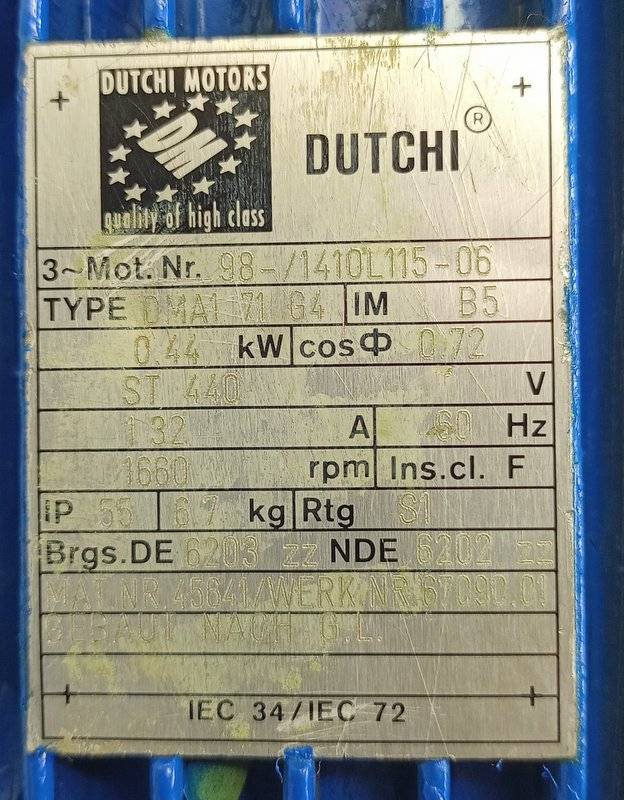 DUTCHI MOTORS
DM
quality of high class
DUTCHI ®
3~Mot. Nr. 98-/1410L115-06
TYPE DMA1 71 G4 IM B5
0.44 kW cosΦ 0.72
ST 440 V
1.32 A 60 Hz
1660 rpm Ins.cl. F
IP 55 6.7 kg Rtg S1
Brgs.DE 6203 zz NDE 6202 zz
MAT.NR.45641/WERK.NR.67090.01
GEBAUT NACH G.L.
IEC 34/IEC 72